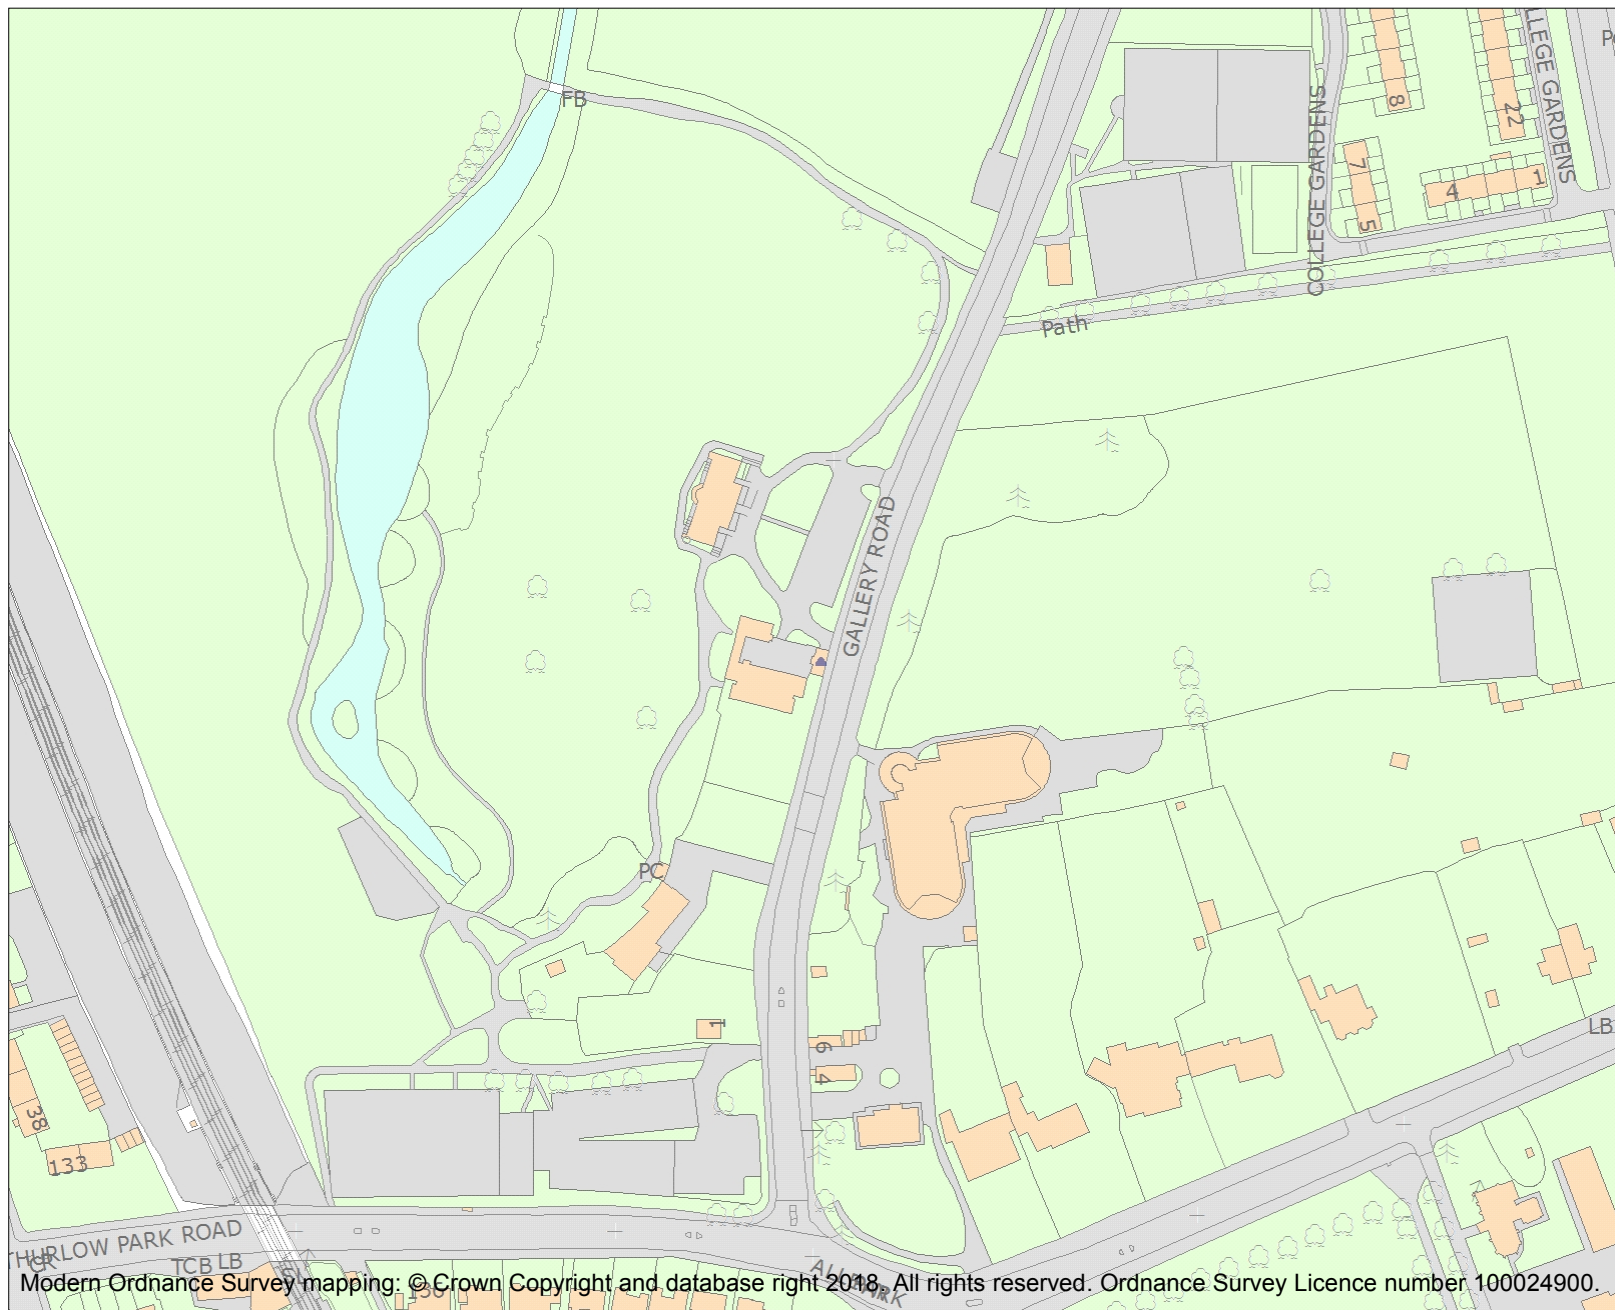 FB
COLLEGE GARDENS
8
22
LLEGE GARDENS
7
5
4
1
Path
GALLERY ROAD
PC
1
6
4
LB
38
133
THURLOW PARK ROAD
TCB LB
136
Modern Ordnance Survey mapping: © Crown Copyright and database right 2018. All rights reserved. Ordnance Survey Licence number 100024900.